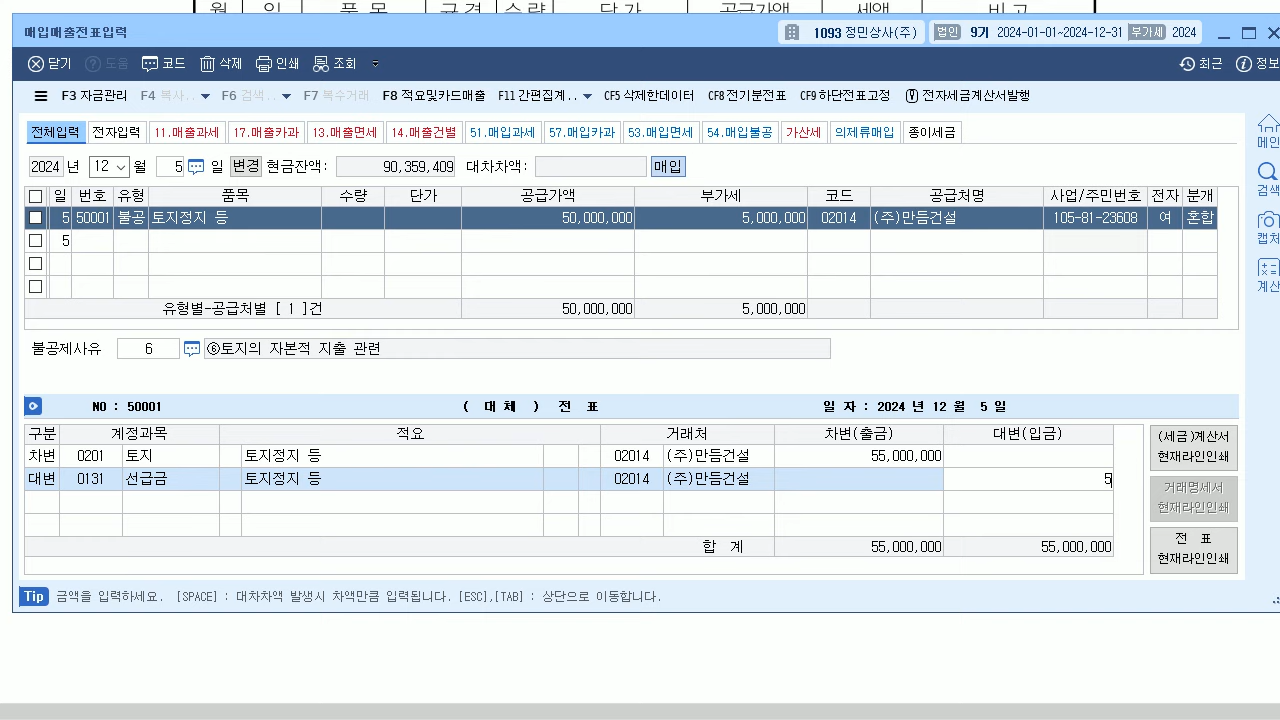 월 일 품 목 규격 수량 단가 공급가액 세액 비고
매입매출전표입력 1093 정민상사(주) 법인 9기 2024-01-01~2024-12-31 부가세 2024
닫기 도움 코드 삭제 인쇄 조회 최근 정보
F3 자금관리 F4 복사.. F6 검색.. F7 복수거래 F8 적요및카드매출 F11 간편집계.. CF5 삭제한데이터 CF8 전기분전표 CF9 하단전표고정 전자세금계산서발행
전체입력 전자입력 11.매출과세 17.매출카과 13.매출면세 14.매출건별 51.매입과세 57.매입카과 53.매입면세 54.매입불공 가산세 의제류매입 종이세금
메인
2024 년 12 월 5 일 변경 현금잔액: 90,359,409 대차차액: 매입
일 번호 유형 품목 수량 단가 공급가액 부가세 코드 공급처명 사업/주민번호 전자 분개
검색
5 50001 불공 토지정지 등 50,000,000 5,000,000 02014 (주)만듬건설 105-81-23608 여 혼합
5
캡처
계산
유형별-공급처별 [ 1 ]건 50,000,000 5,000,000
불공제사유 6 ⑥토지의 자본적 지출 관련
NO : 50001 ( 대 체 ) 전 표 일 자 : 2024 년 12 월 5 일
구분 계정과목 적요 거래처 차변(출금) 대변(입금)
차변 0201 토지 토지정지 등 02014 (주)만듬건설 55,000,000
대변 0131 선급금 토지정지 등 02014 (주)만듬건설 5
합 계 55,000,000 55,000,000
(세금)계산서
현재라인인쇄
거래명세서
현재라인인쇄
전 표
현재라인인쇄
Tip 금액을 입력하세요. [SPACE] : 대차차액 발생시 차액만큼 입력됩니다. [ESC],[TAB] : 상단으로 이동합니다.